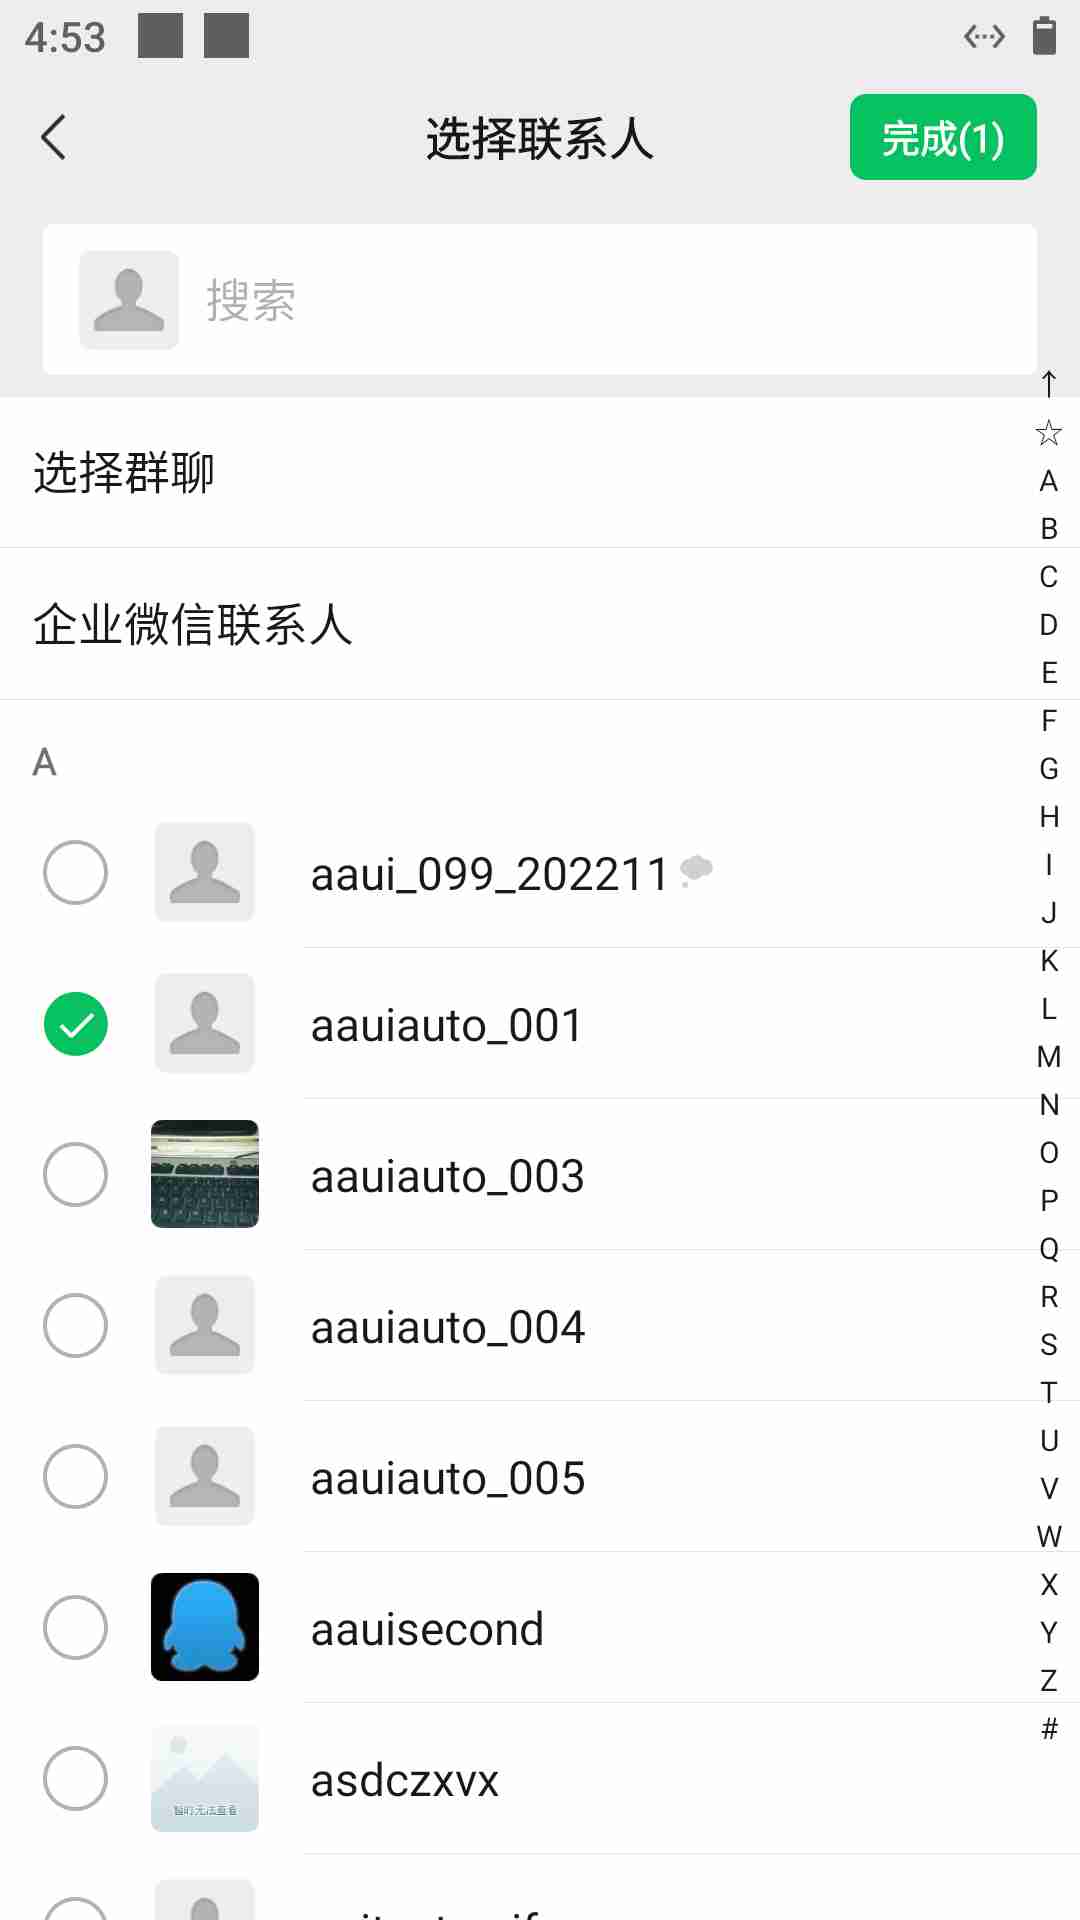 4:53
选择联系人
完成(1)
搜索
↑
☆
选择群聊
企业微信联系人
A
aaui_099_202211
aauiauto_001
aauiauto_003
aauiauto_004
aauiauto_005
aauisecond
暂时无法查看
asdczxvx
A
B
C
D
E
F
G
H
I
J
K
L
M
N
O
P
Q
R
S
T
U
V
W
X
Y
Z
#